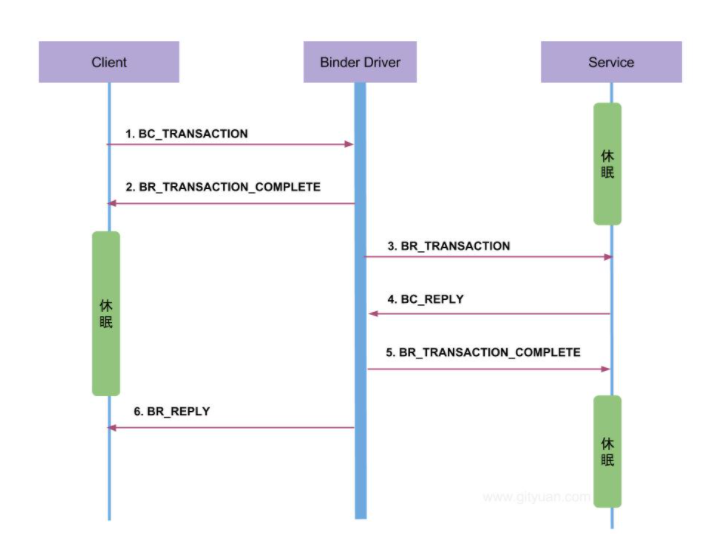 Client
Binder Driver
Service
1. BC_TRANSACTION
休
眠
2. BR_TRANSACTION_COMPLETE
3. BR_TRANSACTION
休
眠
4. BC_REPLY
5. BR_TRANSACTION_COMPLETE
6. BR_REPLY
休
眠
www.gityuan.com